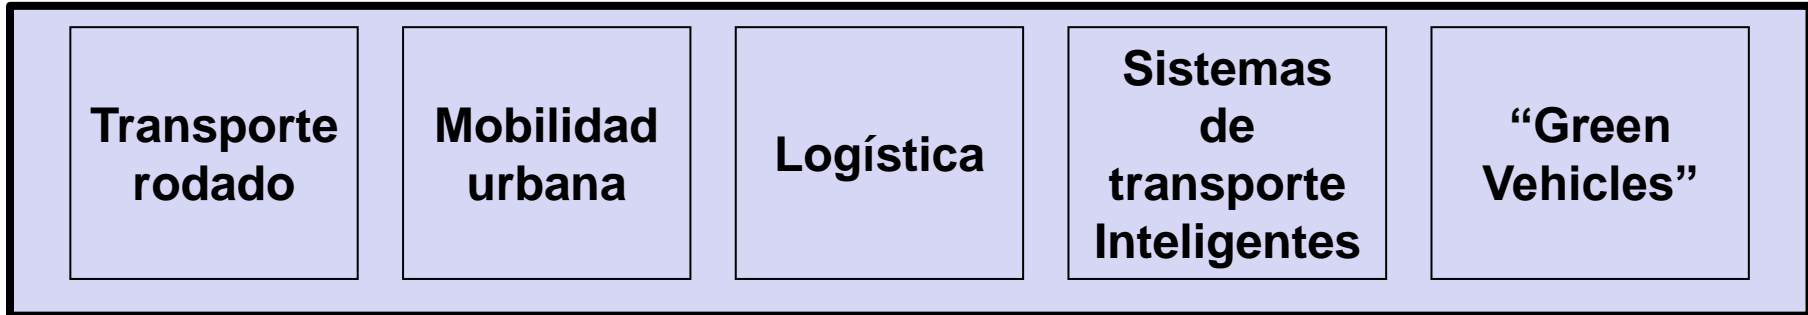 Transporte
rodado
Mobilidad
urbana
Logística
Sistemas
de
transporte
Inteligentes
“Green
Vehicles”